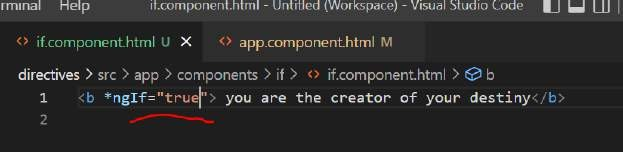 rminal Help if.component.html - Untitled (Workspace) - Visual Studio Code
<> if.component.html U × <> app.component.html M
directives > src > app > components > if > <> if.component.html > b
1 <b *ngIf="true"> you are the creator of your destiny</b>
2